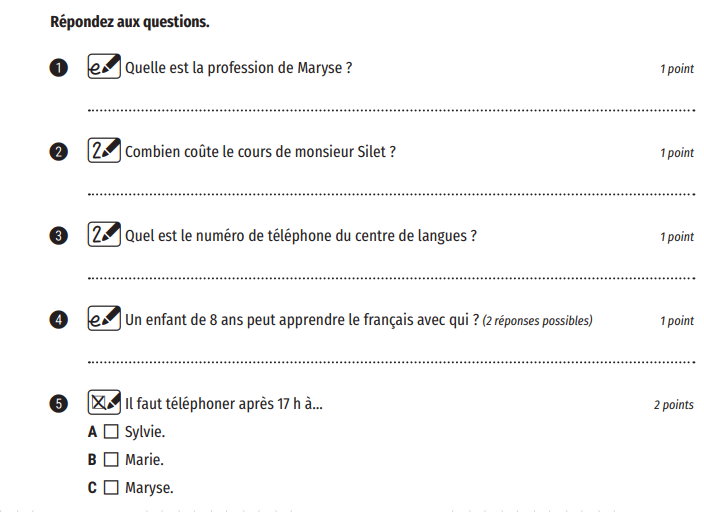 Répondez aux questions.
1 e Quelle est la profession de Maryse ? 1 point
2 2 Combien coûte le cours de monsieur Silet ? 1 point
3 2 Quel est le numéro de téléphone du centre de langues ? 1 point
4 e Un enfant de 8 ans peut apprendre le français avec qui ? (2 réponses possibles) 1 point
5 Il faut téléphoner après 17 h à... 2 points
A Sylvie.
B Marie.
C Maryse.